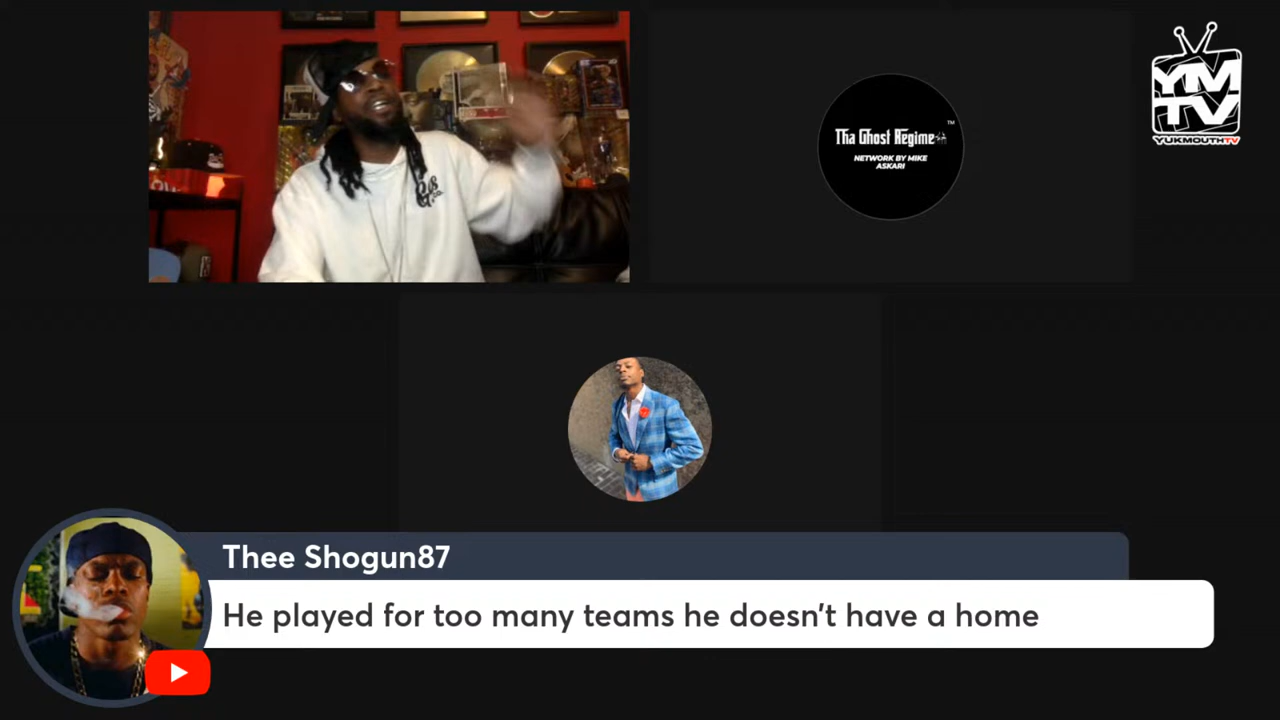 YM
TV
YUKMOUTHTV
Tha Ghost Regime
TM
NETWORK BY MIKE
ASKARI
Thee Shogun87
He played for too many teams he doesn't have a home